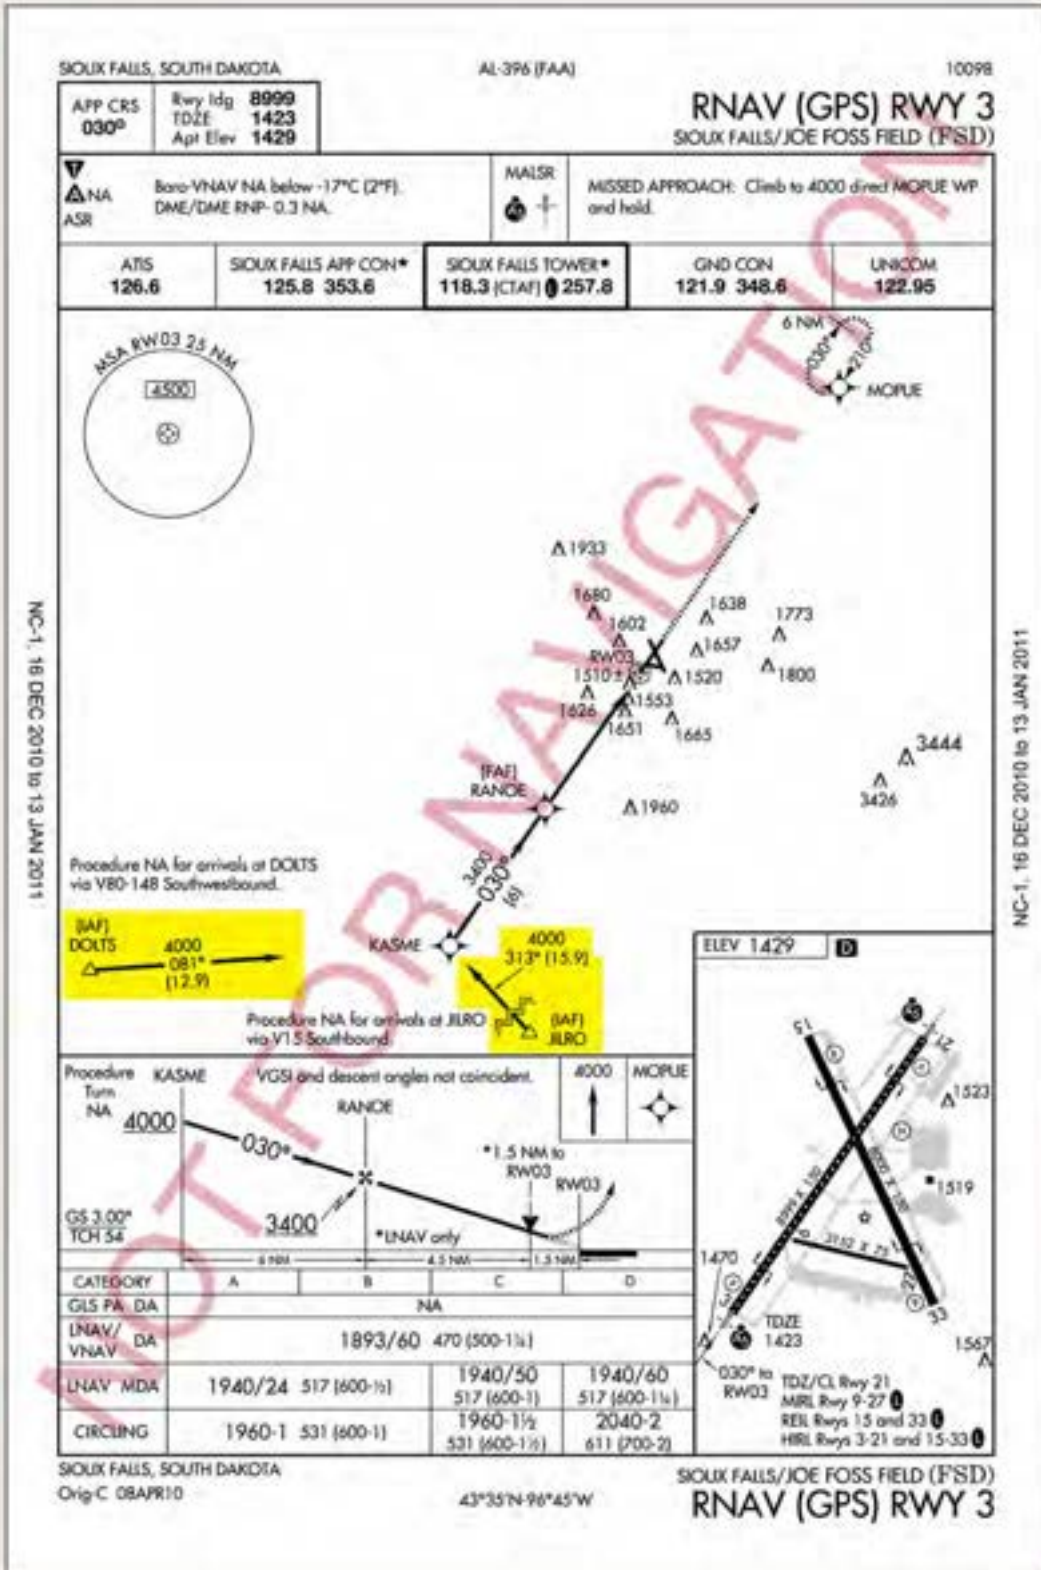 SIOUX FALLS, SOUTH DAKOTA
AL-396 (FAA)
10098
APP CRS
030°
Rwy ldg 8999
TDZE 1423
Apt Elev 1429
RNAV (GPS) RWY 3
SIOUX FALLS/JOE FOSS FIELD (FSD)
T
A NA
ASR
Baro-VNAV NA below -17°C (2°F).
DME/DME RNP- 0.3 NA.
MALSR
MISSED APPROACH: Climb to 4000 direct MOPUE WP
and hold.
ATIS
126.6
SIOUX FALLS APP CON*
125.8 353.6
SIOUX FALLS TOWER*
118.3 (CTAF) L 257.8
GND CON
121.9 348.6
UNICOM
122.95
MSA RW03 25 NM
4500
6 NM
030°
210°
MOPUE
1933
1680
1602
RW03
1510±
1626
1651
1553
1520
1665
1638
1657
1773
1800
3444
3426
1960
(FAF)
RANOE
3400
030°
(6)
Procedure NA for arrivals at DOLTS
via V80-148 Southwestbound.
(IAF)
DOLTS
4000
081°
(12.9)
KASME
4000
313° (15.9)
(IAF)
JILRO
Procedure NA for arrivals at JILRO
via V15 Southbound
NOT FOR NAVIGATION
NC-1, 16 DEC 2010 to 13 JAN 2011
NC-1, 16 DEC 2010 to 13 JAN 2011
Procedure
Turn
NA
KASME
VGSI and descent angles not coincident.
4000
MOPUE
4000
030°
RANOE
*1.5 NM to
RW03
RW03
3400
*LNAV only
GS 3.00°
TCH 54
6 NM
4.5 NM
1.5 NM
CATEGORY A B C D
GLS PA DA NA
LNAV/
VNAV DA 1893/60 470 (500-1¼)
LNAV MDA 1940/24 517 (600-½)
1940/50
517 (600-1)
1940/60
517 (600-1¼)
CIRCLING 1960-1 531 (600-1)
1960-1½
531 (600-1½)
2040-2
611 (700-2)
ELEV 1429
D
15
21
1523
8999 X 150
8000 X 150
3152 X 75
1519
1470
9
27
3
33
TDZE
1423
1567
030° to
RW03
TDZ/CL Rwy 21
MIRL Rwy 9-27 L
REIL Rwys 15 and 33 L
HIRL Rwys 3-21 and 15-33 L
SIOUX FALLS, SOUTH DAKOTA
Orig-C 08APR10
43°35'N-96°45'W
SIOUX FALLS/JOE FOSS FIELD (FSD)
RNAV (GPS) RWY 3